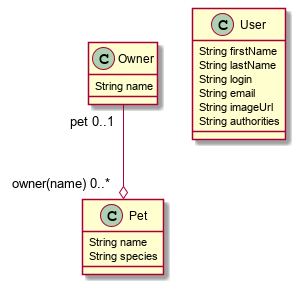 C Owner
String name
pet 0..1
owner(name) 0..*
C Pet
String name
String species
C User
String firstName
String lastName
String login
String email
String imageUrl
String authorities